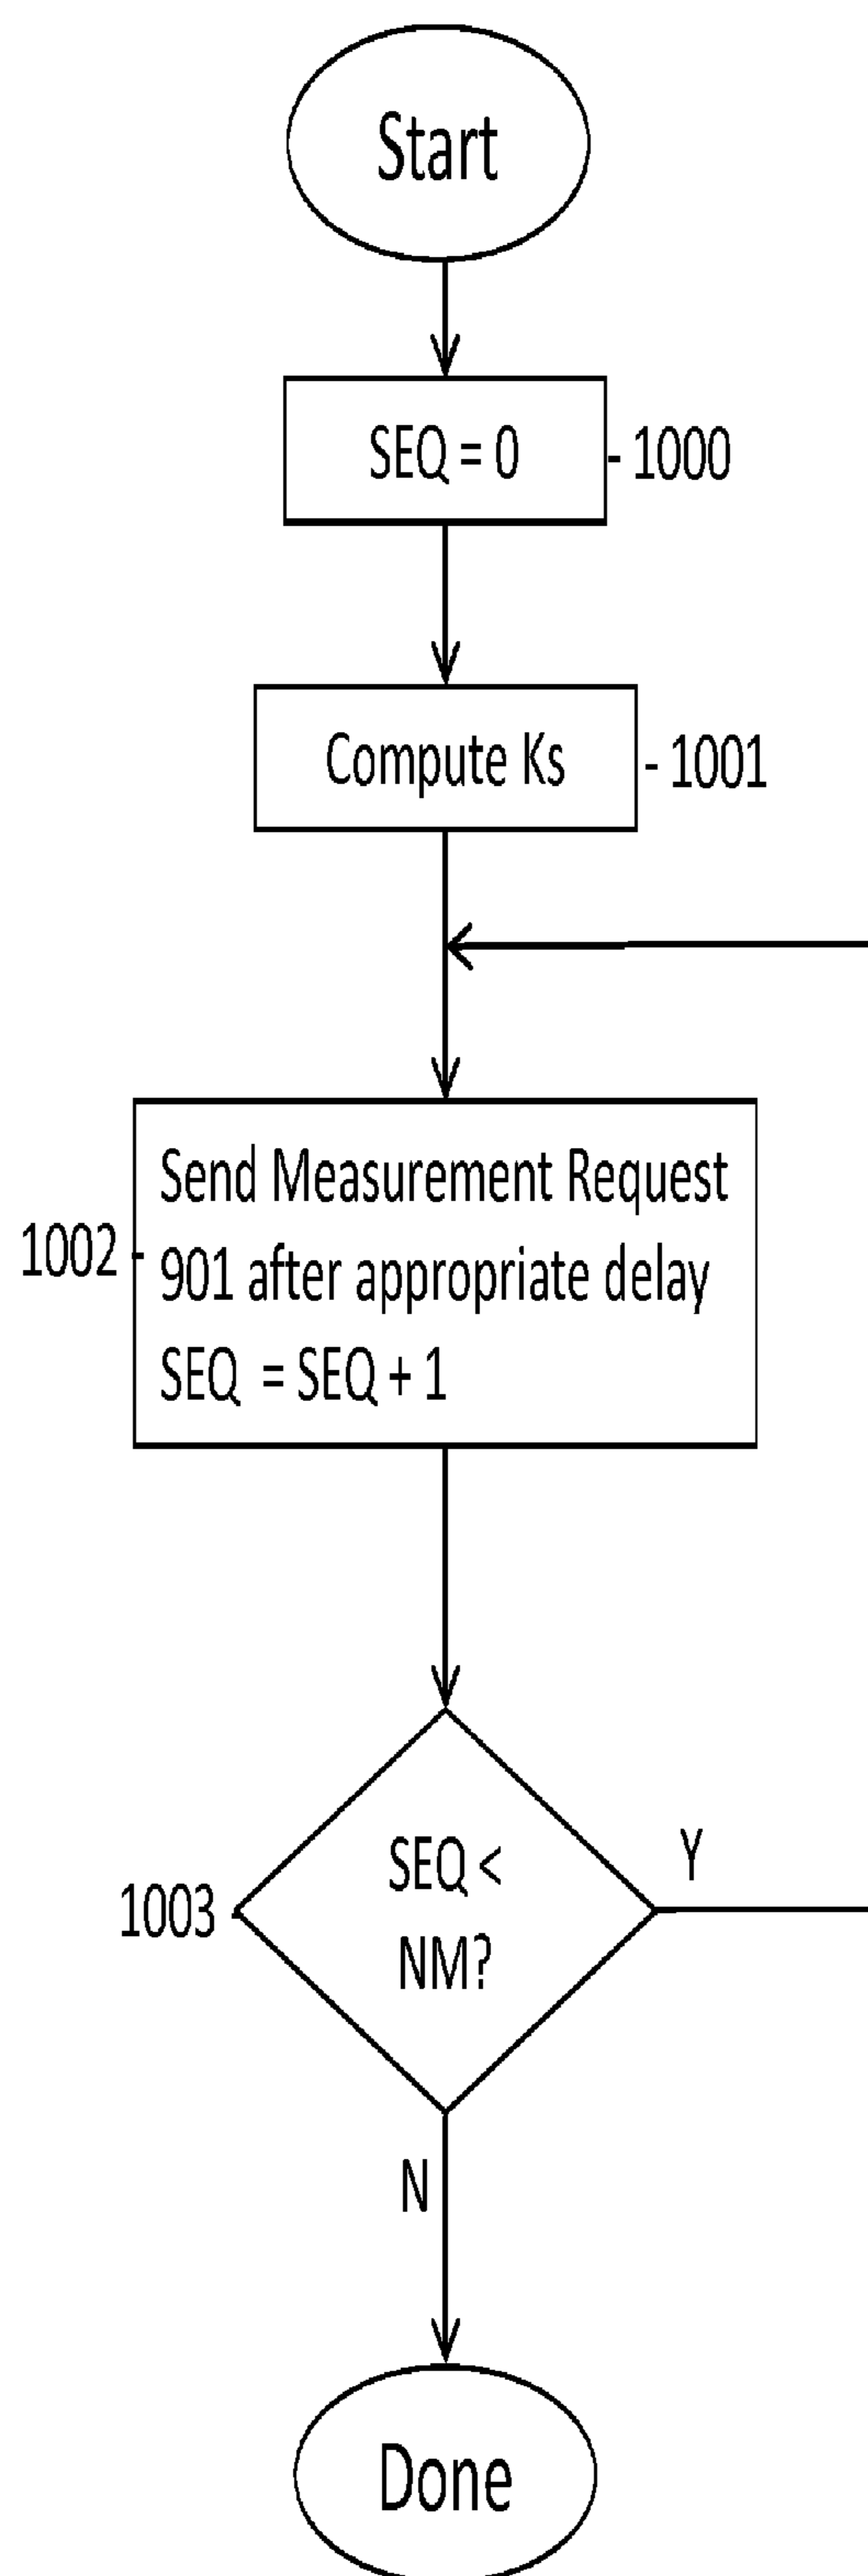 Start
SEQ = 0
- 1000
Compute Ks
- 1001
Send Measurement Request
1002 -
901 after appropriate delay
SEQ = SEQ + 1
SEQ <
Y
1003 -
NM?
N
Done